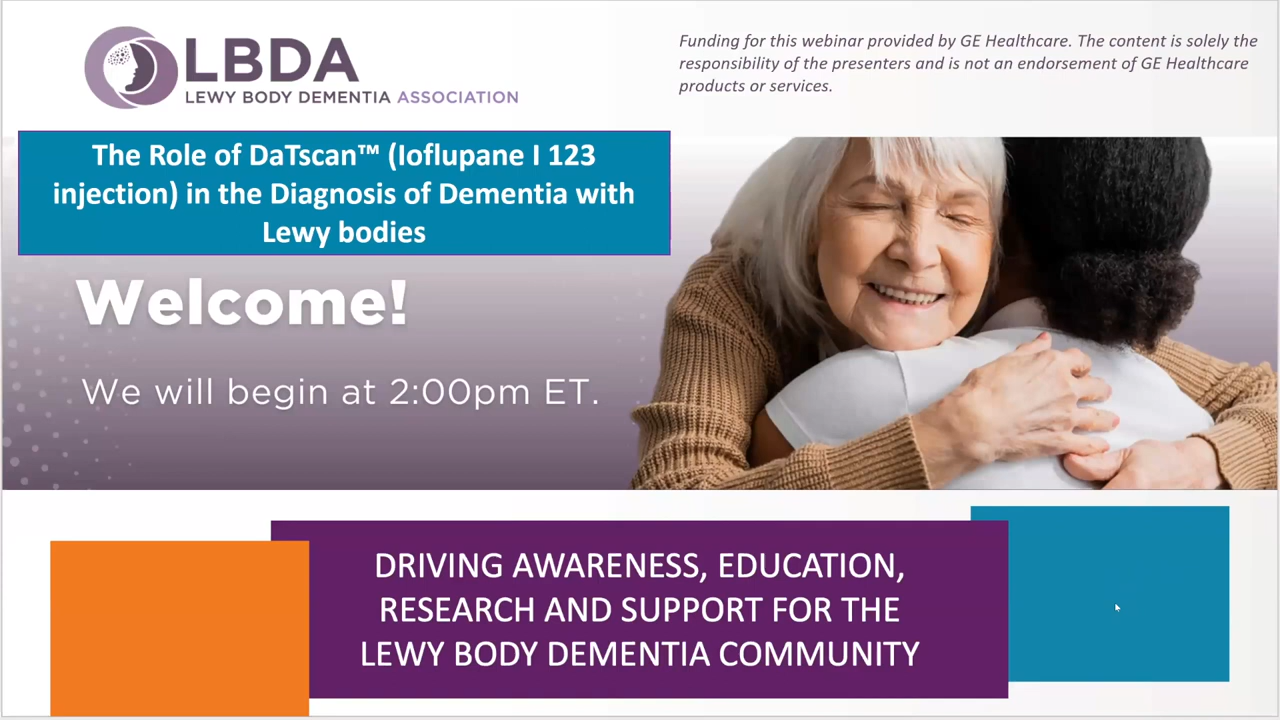 LBDA
LEWY BODY DEMENTIA ASSOCIATION
Funding for this webinar provided by GE Healthcare. The content is solely the
responsibility of the presenters and is not an endorsement of GE Healthcare
products or services.
The Role of DaTscan™ (Ioflupane I 123
injection) in the Diagnosis of Dementia with
Lewy bodies
Welcome!
We will begin at 2:00pm ET.
DRIVING AWARENESS, EDUCATION,
RESEARCH AND SUPPORT FOR THE
LEWY BODY DEMENTIA COMMUNITY